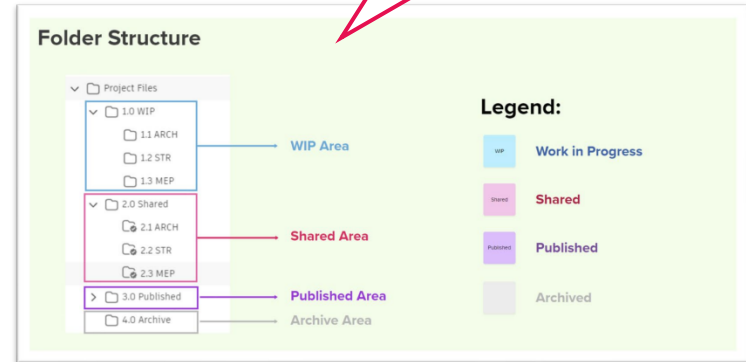 Folder Structure
Project Files
1.0 WIP
1.1 ARCH
1.2 STR
1.3 MEP
WIP Area
2.0 Shared
2.1 ARCH
2.2 STR
2.3 MEP
Shared Area
3.0 Published
Published Area
4.0 Archive
Archive Area
Legend:
WIP
Work in Progress
Shared
Shared
Published
Published
Archived